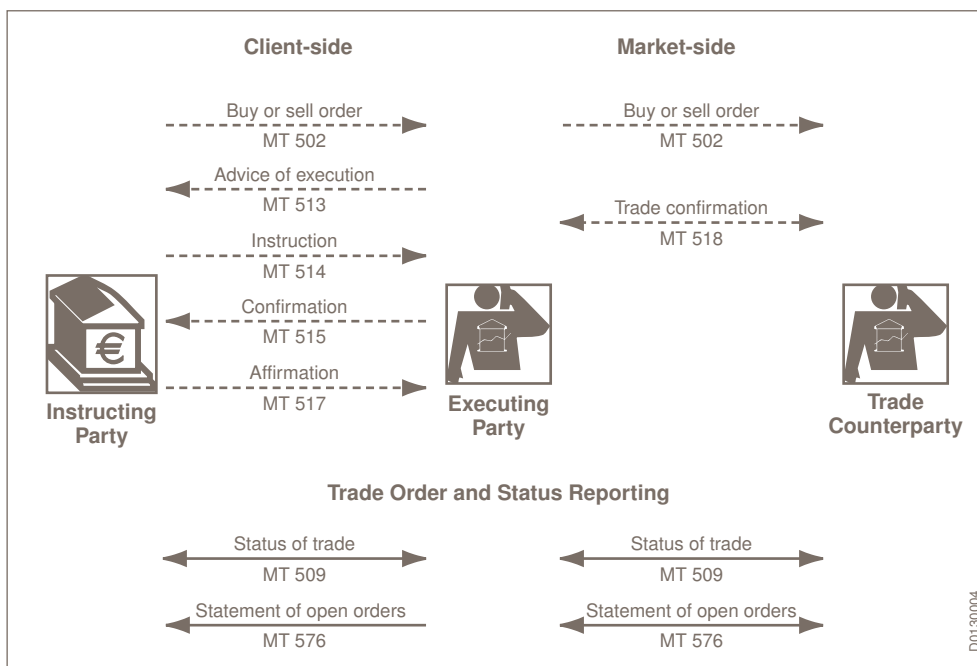 Client-side
Market-side
Buy or sell order
MT 502
Buy or sell order
MT 502
Advice of execution
MT 513
Trade confirmation
MT 518
Instruction
MT 514
Confirmation
MT 515
€
Affirmation
MT 517
Instructing
Party
Executing
Party
Trade
Counterparty
Trade Order and Status Reporting
Status of trade
MT 509
Status of trade
MT 509
Statement of open orders
MT 576
Statement of open orders
MT 576
D0130004